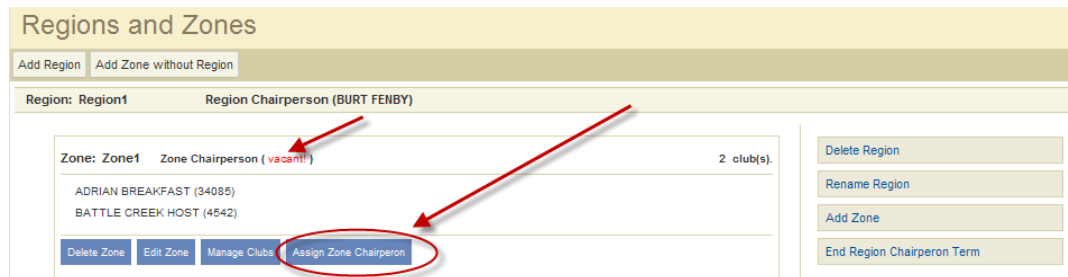 Regions and Zones
Add Region Add Zone without Region
Region: Region1 Region Chairperson (BURT FENBY)
Zone: Zone1 Zone Chairperson ( vacant! ) 2 club(s).
ADRIAN BREAKFAST (34085)
BATTLE CREEK HOST (4542)
Delete Zone Edit Zone Manage Clubs Assign Zone Chairperon
Delete Region
Rename Region
Add Zone
End Region Chairperon Term